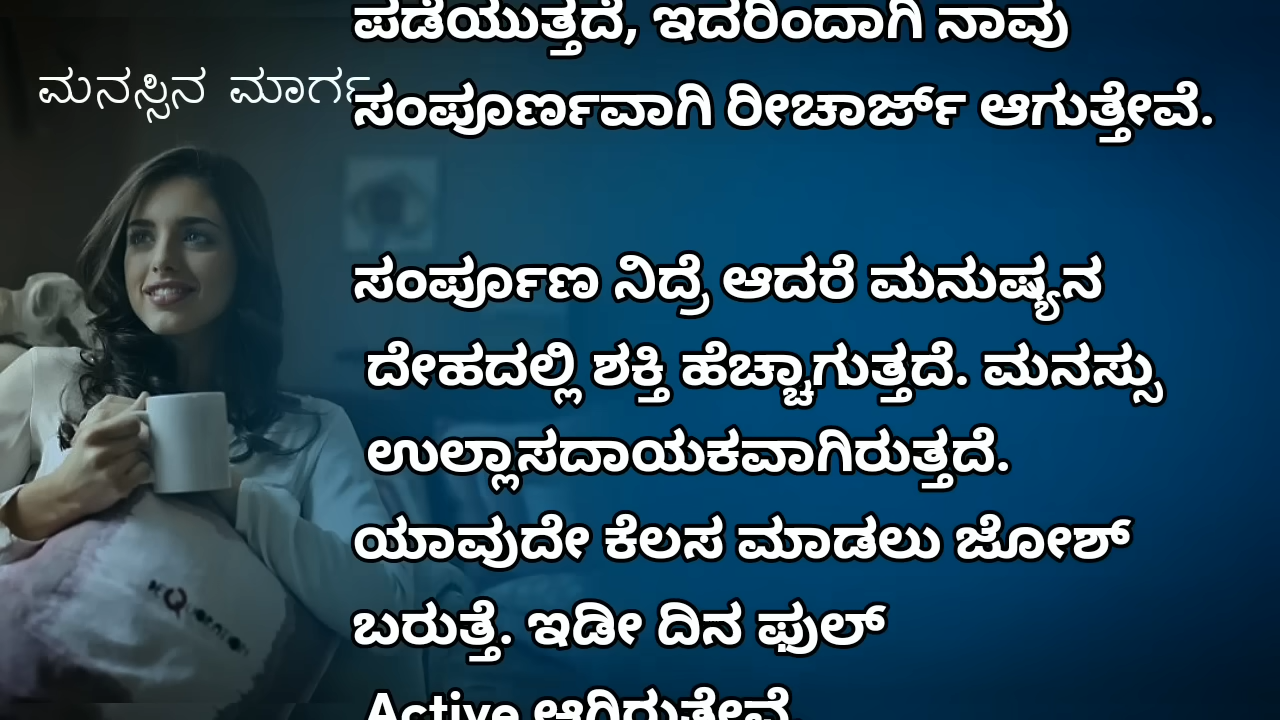 ಪಡೆಯುತ್ತದೆ, ಇದರಿಂದಾಗಿ ನಾವು
ಮನಸ್ಸಿನ ಮಾರ್ಗ
ಸಂಪೂರ್ಣವಾಗಿ ರೀಚಾರ್ಜ್ ಆಗುತ್ತೇವೆ.
ಸಂರ್ಪೂಣ ನಿದ್ರೆ ಆದರೆ ಮನುಷ್ಯನ
ದೇಹದಲ್ಲಿ ಶಕ್ತಿ ಹೆಚ್ಚಾಗುತ್ತದೆ. ಮನಸ್ಸು
ಉಲ್ಲಾಸದಾಯಕವಾಗಿರುತ್ತದೆ.
ಯಾವುದೇ ಕೆಲಸ ಮಾಡಲು ಜೋಶ್
ಬರುತ್ತೆ. ಇಡೀ ದಿನ ಫುಲ್
Active ಆಗಿರುತ್ತೇವೆ.